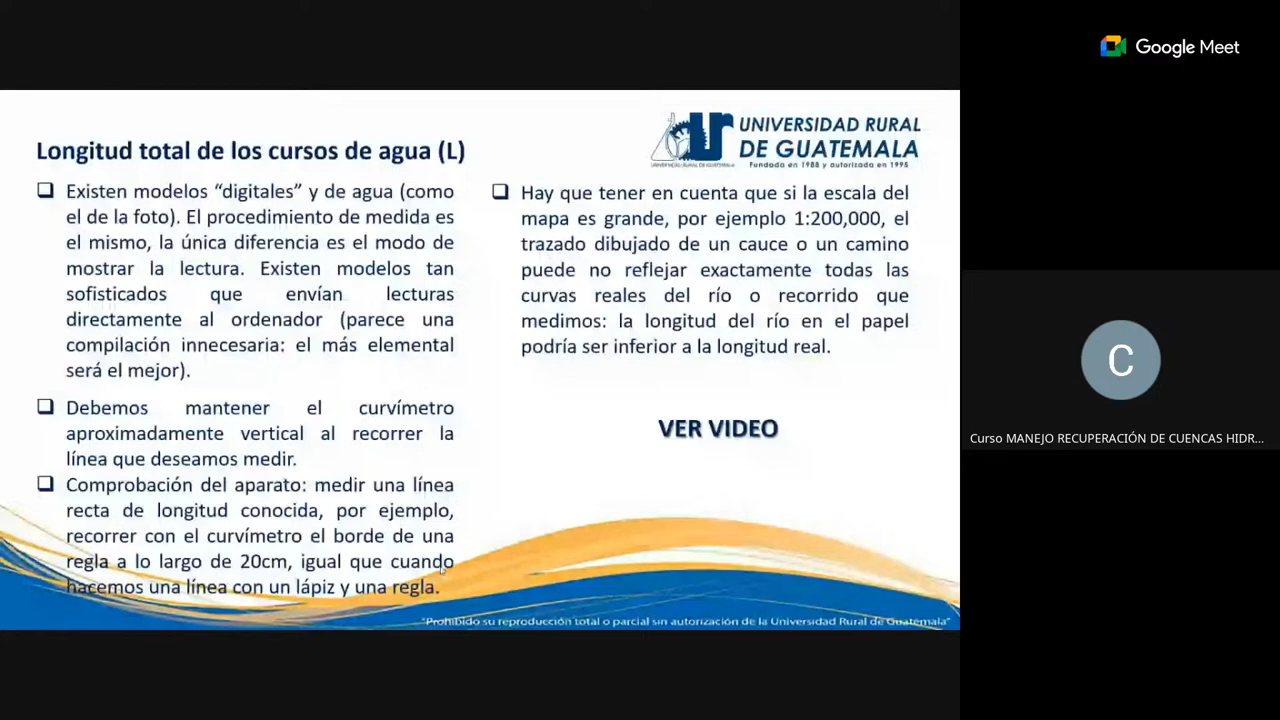 Google Meet
UNIVERSIDAD RURAL
DE GUATEMALA
Fundada en 1988 y autorizada en 1995
UNIVERSIDAD RURAL DE GUATEMALA
Longitud total de los cursos de agua (L)
Existen modelos “digitales” y de agua (como
el de la foto). El procedimiento de medida es
el mismo, la única diferencia es el modo de
mostrar la lectura. Existen modelos tan
sofisticados que envían lecturas
directamente al ordenador (parece una
compilación innecesaria: el más elemental
será el mejor).
Debemos mantener el curvímetro
aproximadamente vertical al recorrer la
línea que deseamos medir.
Comprobación del aparato: medir una línea
recta de longitud conocida, por ejemplo,
recorrer con el curvímetro el borde de una
regla a lo largo de 20cm, igual que cuando
hacemos una línea con un lápiz y una regla.
Hay que tener en cuenta que si la escala del
mapa es grande, por ejemplo 1:200,000, el
trazado dibujado de un cauce o un camino
puede no reflejar exactamente todas las
curvas reales del río o recorrido que
medimos: la longitud del río en el papel
podría ser inferior a la longitud real.
VER VIDEO
"Prohibido su reproducción total o parcial sin autorización de la Universidad Rural de Guatemala"
C
Curso MANEJO RECUPERACIÓN DE CUENCAS HIDR...